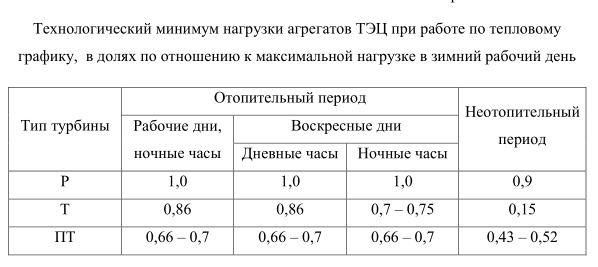 Технологический минимум нагрузки агрегатов ТЭЦ при работе по тепловому
графику, в долях по отношению к максимальной нагрузке в зимний рабочий день
Тип турбины
Отопительный период
Неотопительный
период
Рабочие дни,
ночные часы
Воскресные дни
Дневные часы
Ночные часы
Р 1,0 1,0 1,0 0,9
Т 0,86 0,86 0,7 – 0,75 0,15
ПТ 0,66 – 0,7 0,66 – 0,7 0,66 – 0,7 0,43 – 0,52